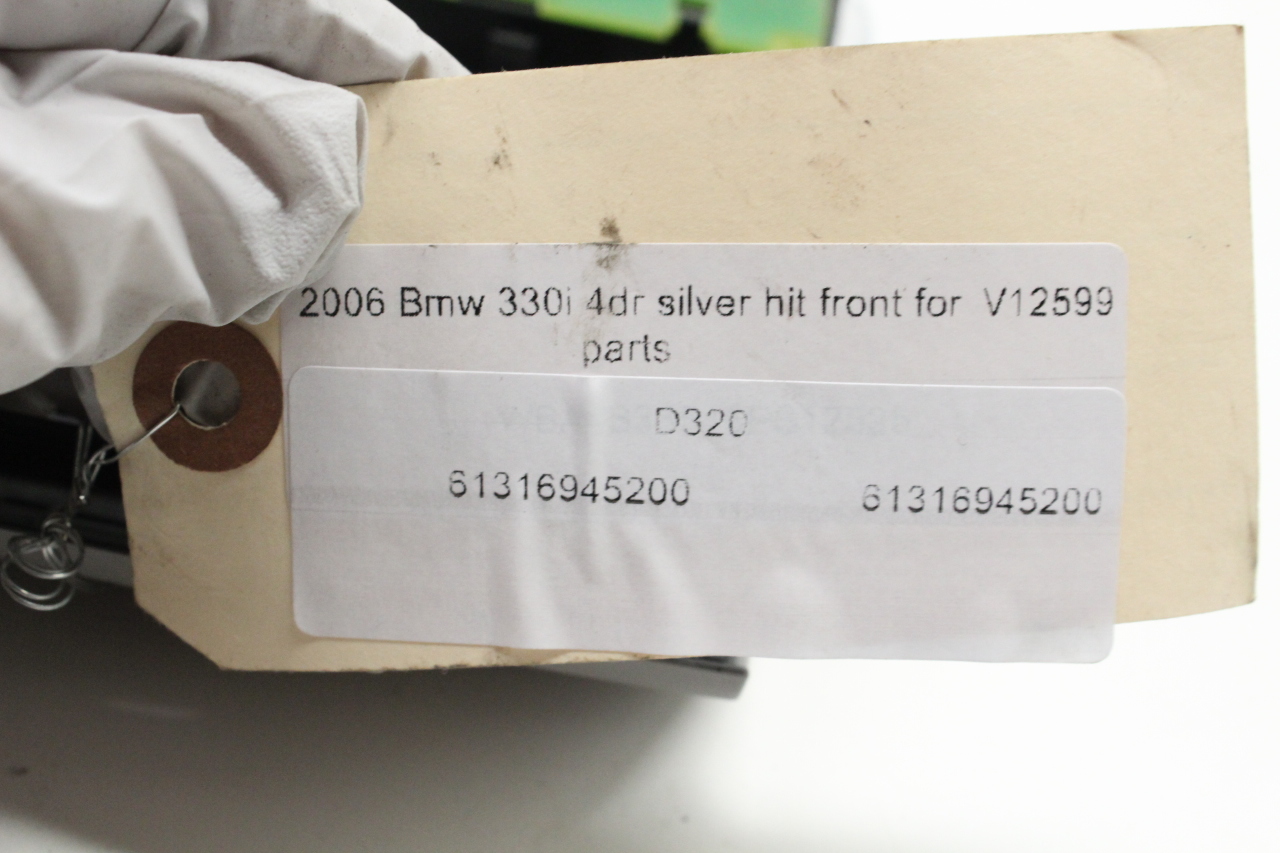 2006 Bmw 330i 4dr silver hit front for V12599
parts
D320
61316945200 61316945200